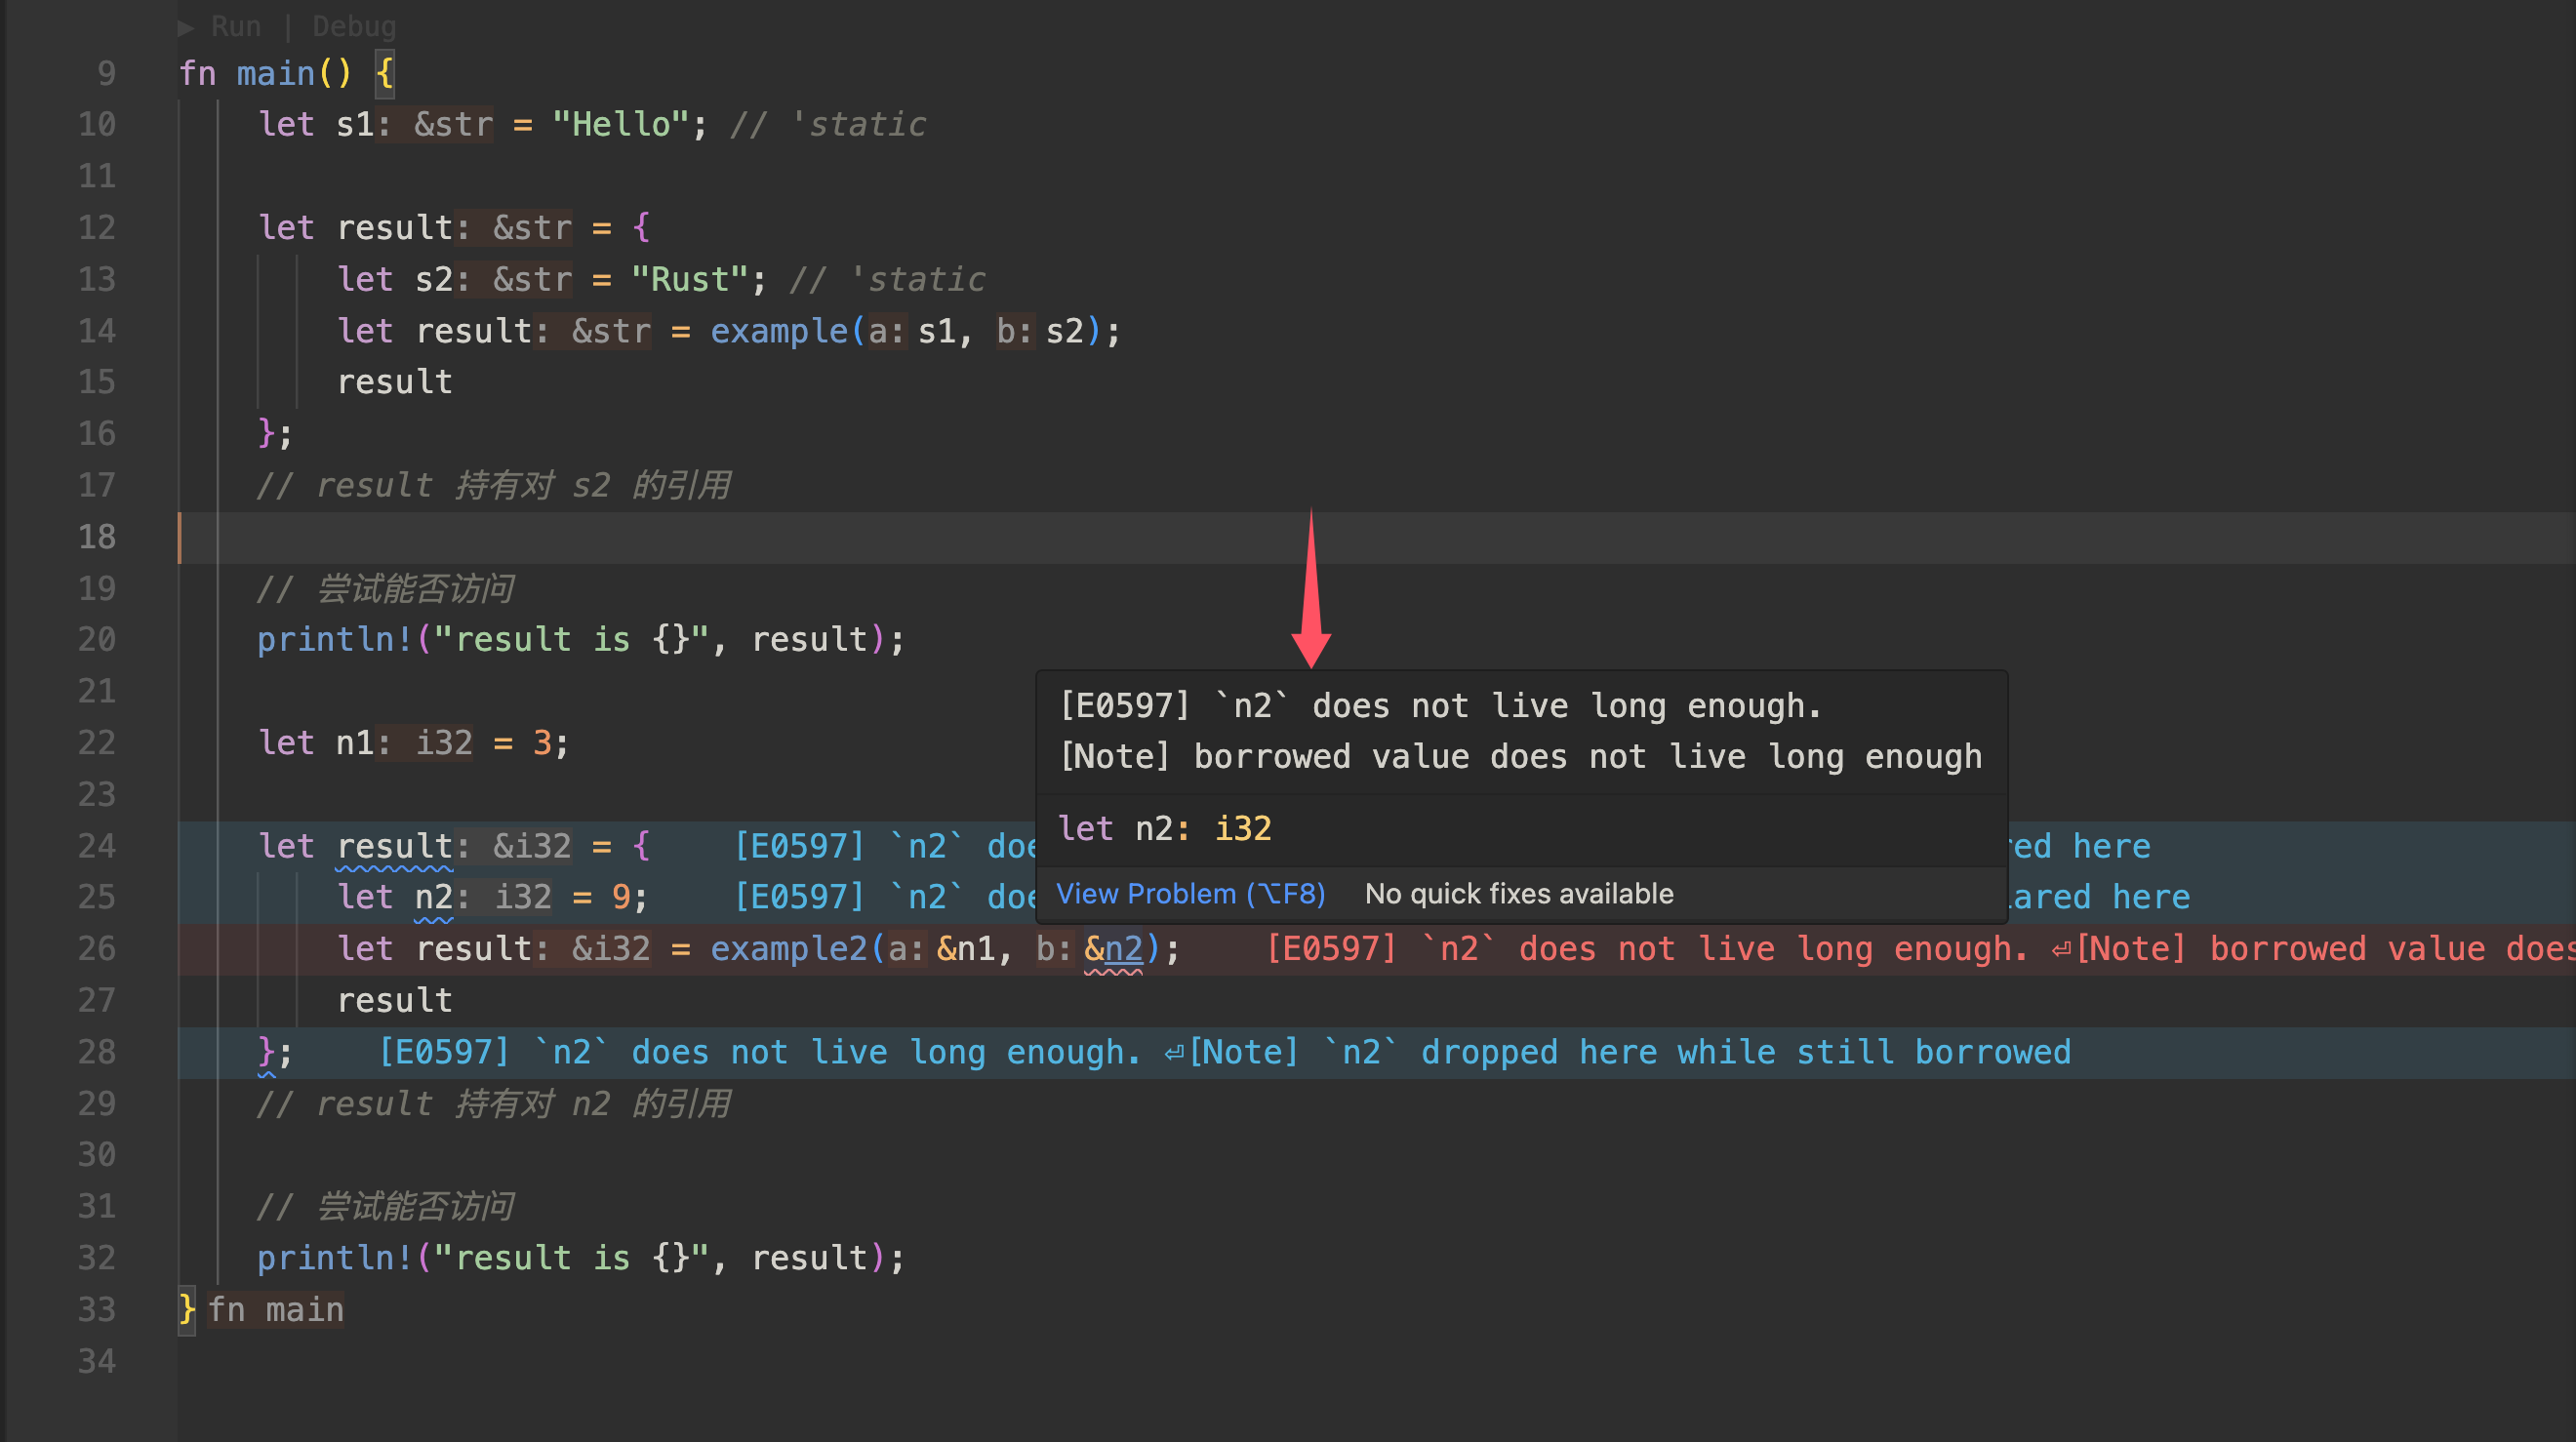 ▶ Run | Debug
9 fn main() {
10 let s1: &str = "Hello"; // 'static
11
12 let result: &str = {
13 let s2: &str = "Rust"; // 'static
14 let result: &str = example(a: s1, b: s2);
15 result
16 };
17 // result 持有对 s2 的引用
18
19 // 尝试能否访问
20 println!("result is {}", result);
21
[E0597] `n2` does not live long enough.
[Note] borrowed value does not live long enough
22 let n1: i32 = 3;
23
let n2: i32
24 let result: &i32 = { [E0597] `n2` red here
View Problem (⌥F8) No quick fixes available
25 let n2: i32 = 9; [E0597] `n2` ared here
26 let result: &i32 = example2(a: &n1, b: &n2); [E0597] `n2` does not live long enough. ⏎[Note] borrowed value does
27 result
28 }; [E0597] `n2` does not live long enough. ⏎[Note] `n2` dropped here while still borrowed
29 // result 持有对 n2 的引用
30
31 // 尝试能否访问
32 println!("result is {}", result);
33 } fn main
34